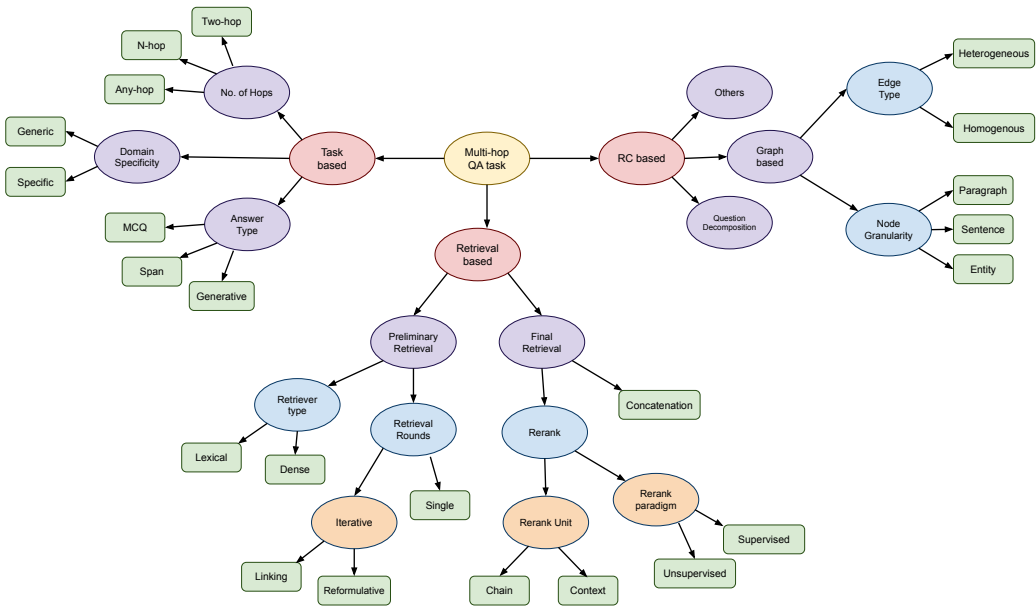 Two-hop
N-hop
Any-hop
No. of Hops
Generic
Specific
Domain
Specificity
Task
based
Multi-hop
QA task
RC based
Others
Graph
based
Question
Decomposition
Edge
Type
Heterogeneous
Homogenous
Node
Granularity
Paragraph
Sentence
Entity
MCQ
Span
Generative
Answer
Type
Retrieval
based
Preliminary
Retrieval
Final
Retrieval
Retriever
type
Retrieval
Rounds
Rerank
Concatenation
Lexical
Dense
Iterative
Single
Rerank Unit
Rerank
paradigm
Linking
Reformulative
Chain
Context
Unsupervised
Supervised